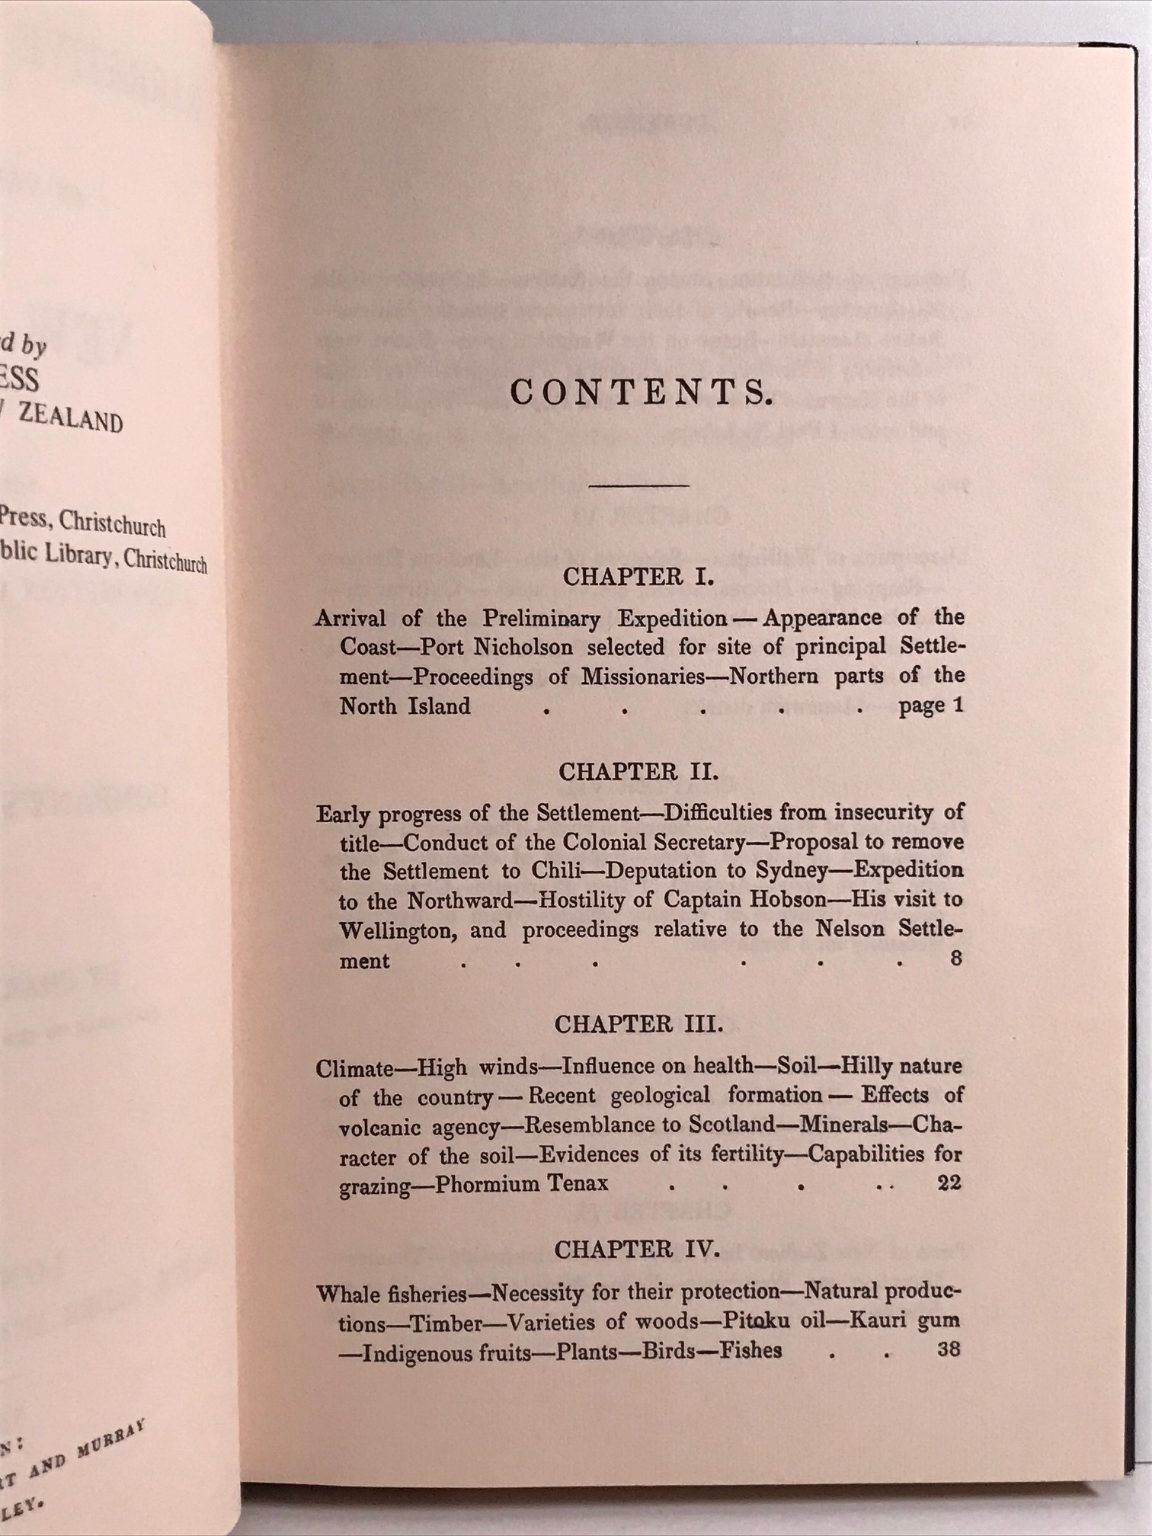 d by
ESS
ZEALAND
Press, Christchurch
blic Library, Christchurch
N:
RT AND MURRAY
LEY.
CONTENTS.
CHAPTER I.
Arrival of the Preliminary Expedition — Appearance of the
Coast—Port Nicholson selected for site of principal Settle-
ment—Proceedings of Missionaries—Northern parts of the
North Island . . . . . page 1
CHAPTER II.
Early progress of the Settlement—Difficulties from insecurity of
title—Conduct of the Colonial Secretary—Proposal to remove
the Settlement to Chili—Deputation to Sydney—Expedition
to the Northward—Hostility of Captain Hobson—His visit to
Wellington, and proceedings relative to the Nelson Settle-
ment . . . . . . 8
CHAPTER III.
Climate—High winds—Influence on health—Soil—Hilly nature
of the country — Recent geological formation — Effects of
volcanic agency—Resemblance to Scotland—Minerals—Cha-
racter of the soil—Evidences of its fertility—Capabilities for
grazing—Phormium Tenax . . . . . 22
CHAPTER IV.
Whale fisheries—Necessity for their protection—Natural produc-
tions—Timber—Varieties of woods—Pitoku oil—Kauri gum
—Indigenous fruits—Plants—Birds—Fishes . . 38